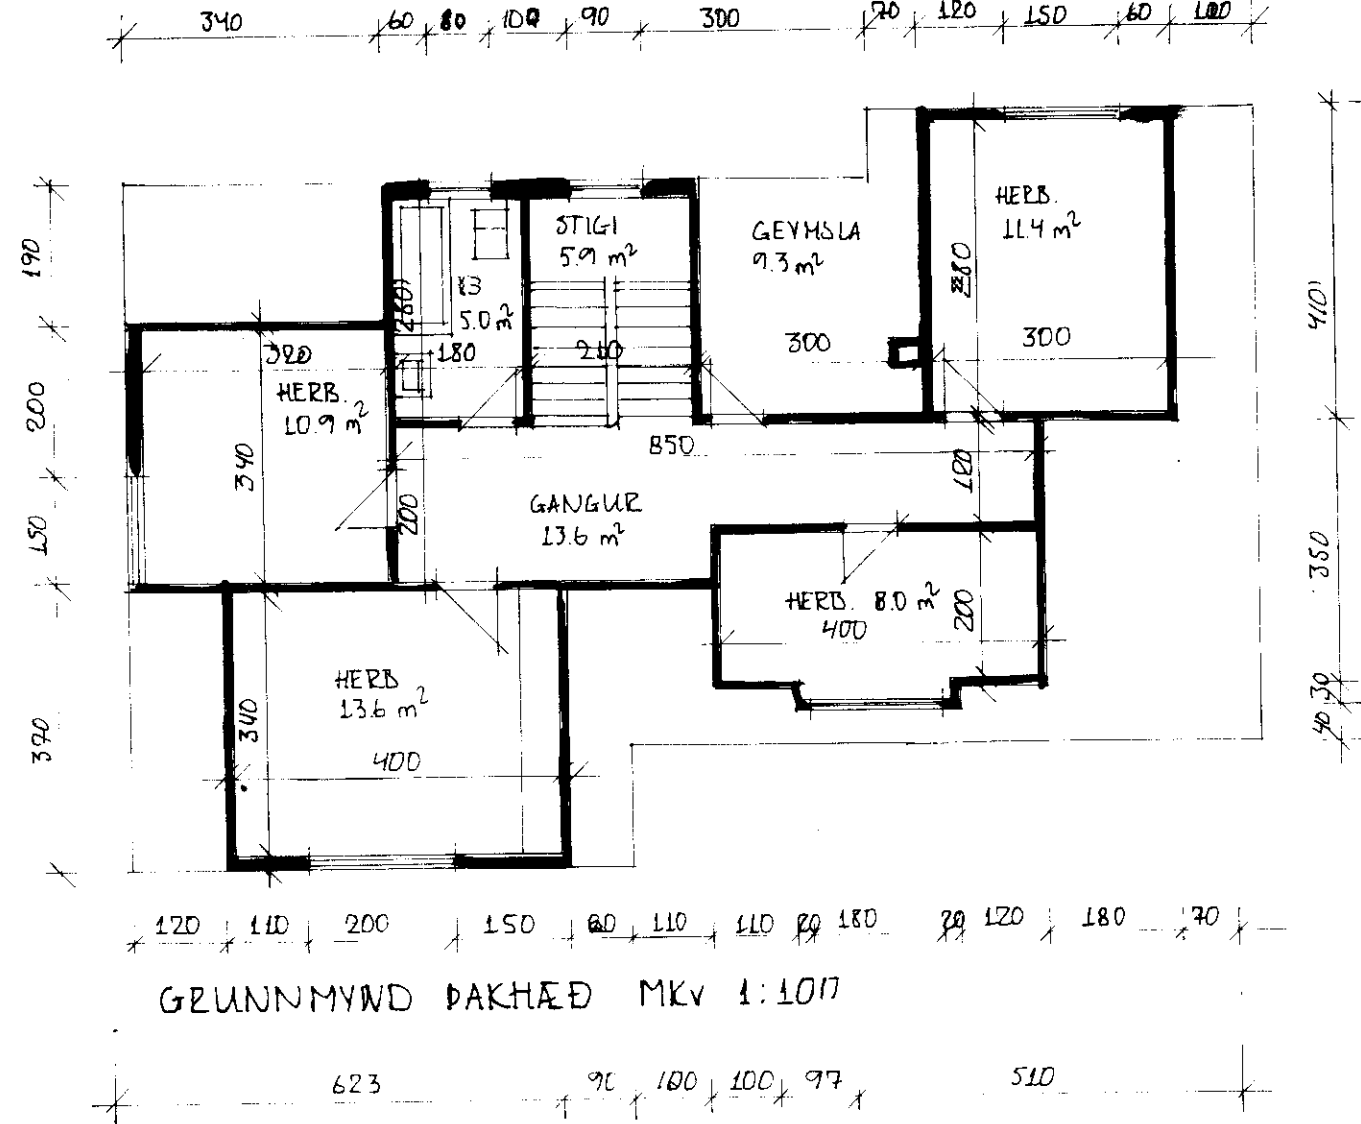 340 60 80 100 90 300 70 120 150 60 100
190
200
150
370
410
350
30
40
HERB.
11.4 m²
280
300
STIGI
5.9 m²
GEYMSLA
9.3 m²
300
5.0 m²
180
320
HERB.
10.9 m²
340
850
GANGUR
13.6 m²
200
120
HERB. 8.0 m²
400
200
HERB
13.6 m²
340
400
120 110 200 150 110 110 20 180 20 120 180 70
GRUNNMYND ÞAKHÆÐ MKV 1:100
623 90 100 100 97 510